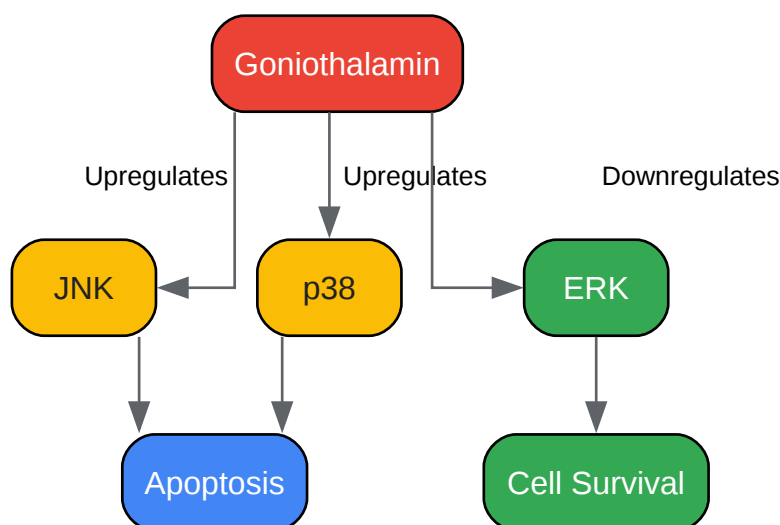 Goniothalamin
Upregulates
Upregulates
Downregulates
JNK
p38
ERK
Apoptosis
Cell Survival